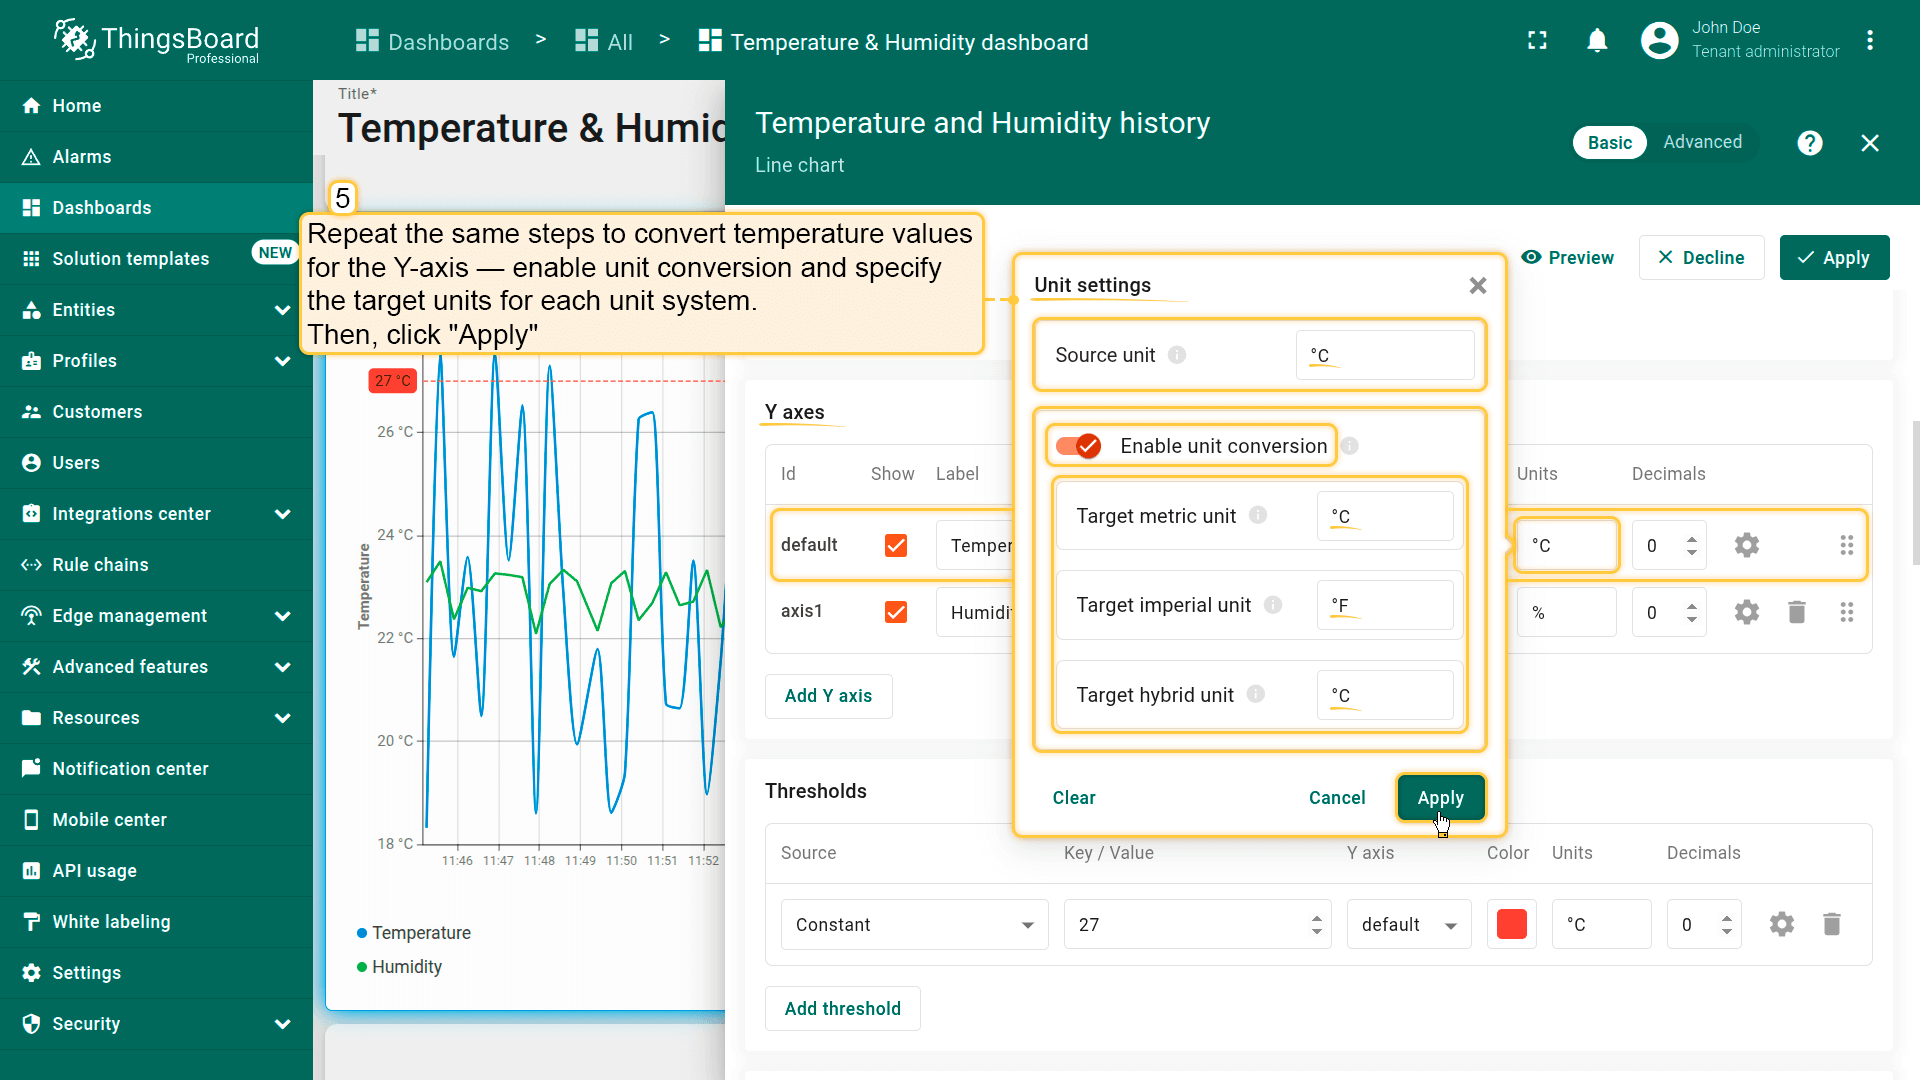 ThingsBoard
Professional
Dashboards > All > Temperature & Humidity dashboard
John Doe
Tenant administrator
Home
Alarms
Dashboards
Solution templates NEW
Entities
Profiles
Customers
Users
Integrations center
Rule chains
Edge management
Advanced features
Resources
Notification center
Mobile center
API usage
White labeling
Settings
Security
Title*
Temperature & Humid
5
Repeat the same steps to convert temperature values
for the Y-axis — enable unit conversion and specify
the target units for each unit system.
Then, click "Apply"
27 °C
26 °C
24 °C
22 °C
20 °C
18 °C
Temperature
11:46 11:47 11:48 11:49 11:50 11:51 11:52
Temperature
Humidity
Temperature and Humidity history
Line chart
Basic Advanced
Preview Decline Apply
Y axes
Id Show Label Units Decimals
default Temper °C 0
axis1 Humidi % 0
Add Y axis
Unit settings
Source unit °C
Enable unit conversion
Target metric unit °C
Target imperial unit °F
Target hybrid unit °C
Clear Cancel Apply
Thresholds
Source Key / Value Y axis Color Units Decimals
Constant 27 default °C 0
Add threshold